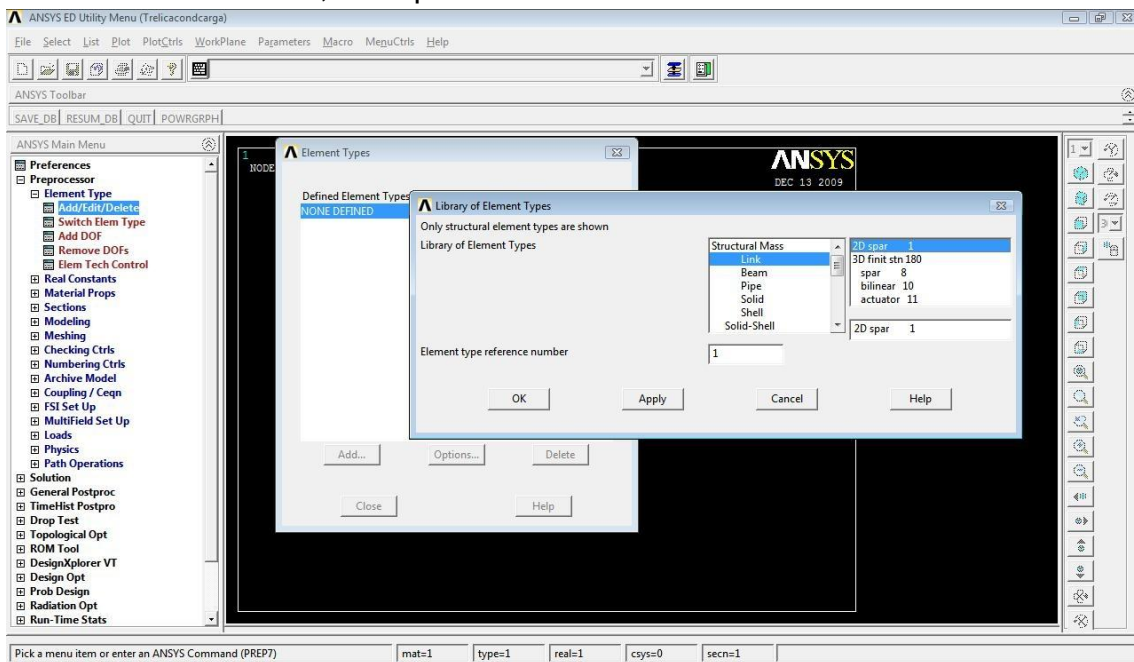 ANSYS ED Utility Menu (Trelicacondcarga)
File Select List Plot PlotCtrls WorkPlane Parameters Macro MenuCtrls Help
ANSYS Toolbar
SAVE_DB RESUM_DB QUIT POWRGRPH
ANSYS Main Menu
Preferences
Preprocessor
Element Type
Add/Edit/Delete
Switch Elem Type
Add DOF
Remove DOFs
Elem Tech Control
Real Constants
Material Props
Sections
Modeling
Meshing
Checking Ctrls
Numbering Ctrls
Archive Model
Coupling / Ceqn
FSI Set Up
MultiField Set Up
Loads
Physics
Path Operations
Solution
General Postproc
TimeHist Postpro
Drop Test
Topological Opt
ROM Tool
DesignXplorer VT
Design Opt
Prob Design
Radiation Opt
Run-Time Stats
1
NODE
ANSYS
DEC 13 2009
Element Types
Defined Element Types
NONE DEFINED
Add... Options... Delete
Close Help
Library of Element Types
Only structural element types are shown
Library of Element Types
Structural Mass
Link
Beam
Pipe
Solid
Shell
Solid-Shell
2D spar 1
3D finit stn 180
spar 8
bilinear 10
actuator 11
2D spar 1
Element type reference number 1
OK Apply Cancel Help
1
3
Pick a menu item or enter an ANSYS Command (PREP7) mat=1 type=1 real=1 csys=0 secn=1